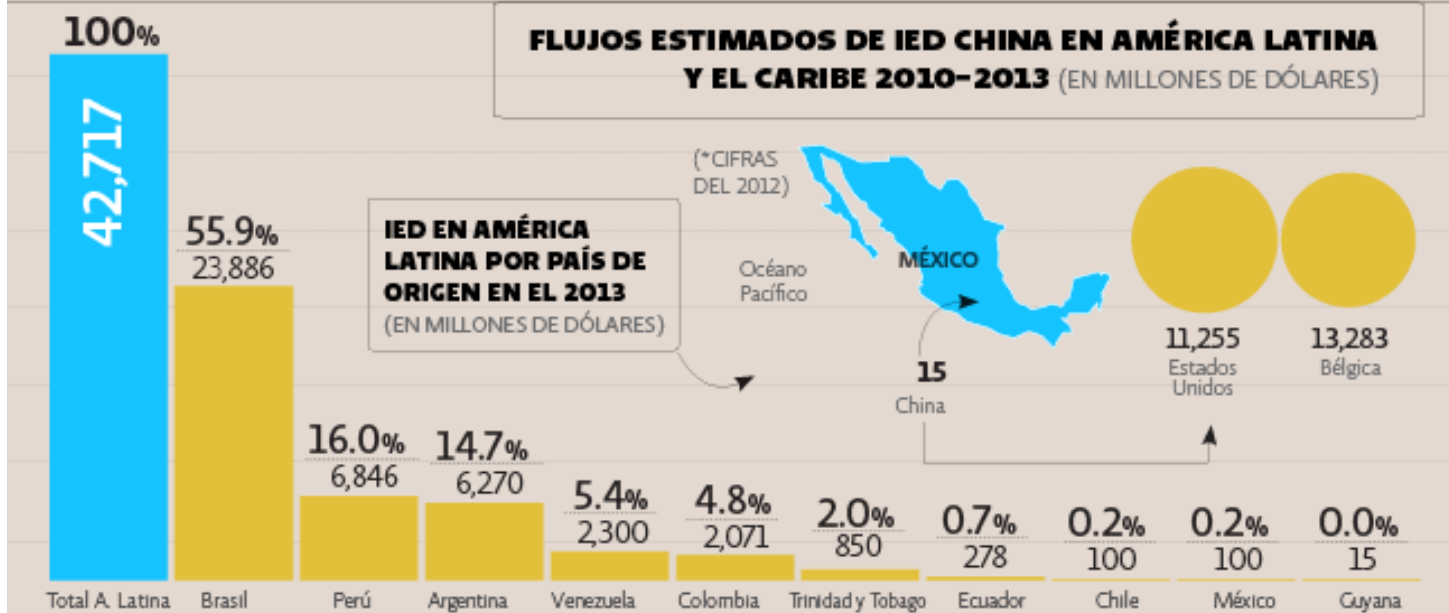 FLUJOS ESTIMADOS DE IED CHINA EN AMÉRICA LATINA
Y EL CARIBE 2010–2013 (EN MILLONES DE DÓLARES)
100%
42,717
Total A. Latina
55.9%
23,886
Brasil
16.0%
6,846
Perú
14.7%
6,270
Argentina
5.4%
2,300
Venezuela
4.8%
2,071
Colombia
2.0%
850
Trinidad y Tobago
0.7%
278
Ecuador
0.2%
100
Chile
0.2%
100
México
0.0%
15
Guyana
IED EN AMÉRICA
LATINA POR PAÍS DE
ORIGEN EN EL 2013
(EN MILLONES DE DÓLARES)
(*CIFRAS
DEL 2012)
Océano
Pacífico
MÉXICO
15
China
11,255
Estados
Unidos
13,283
Bélgica